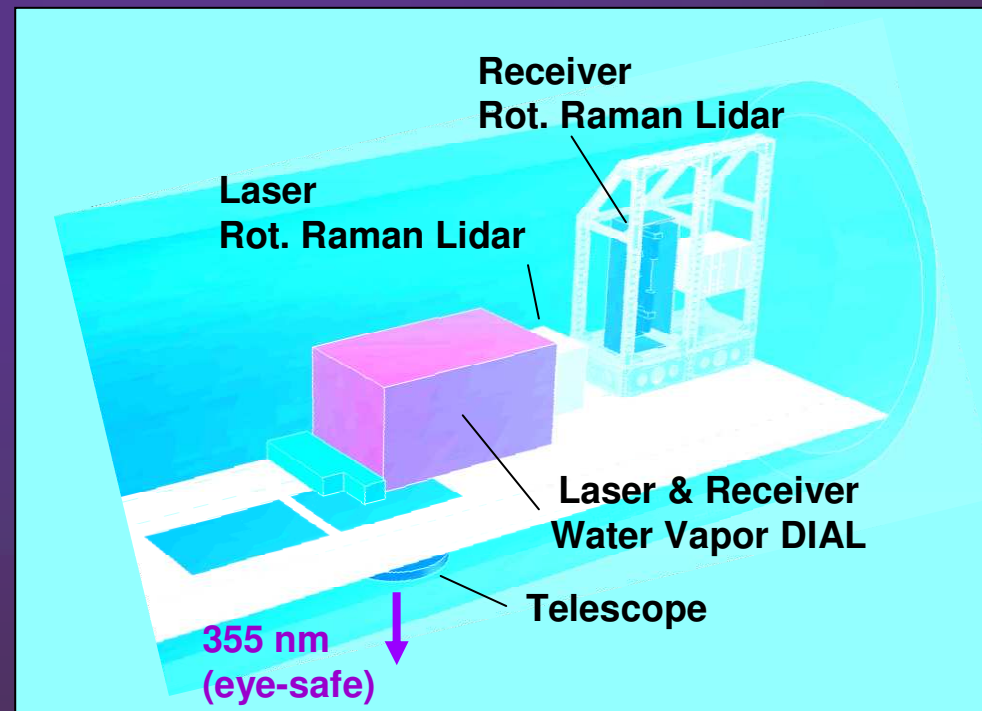 Receiver
Rot. Raman Lidar
Laser
Rot. Raman Lidar
Laser & Receiver
Water Vapor DIAL
Telescope
355 nm
(eye-safe)